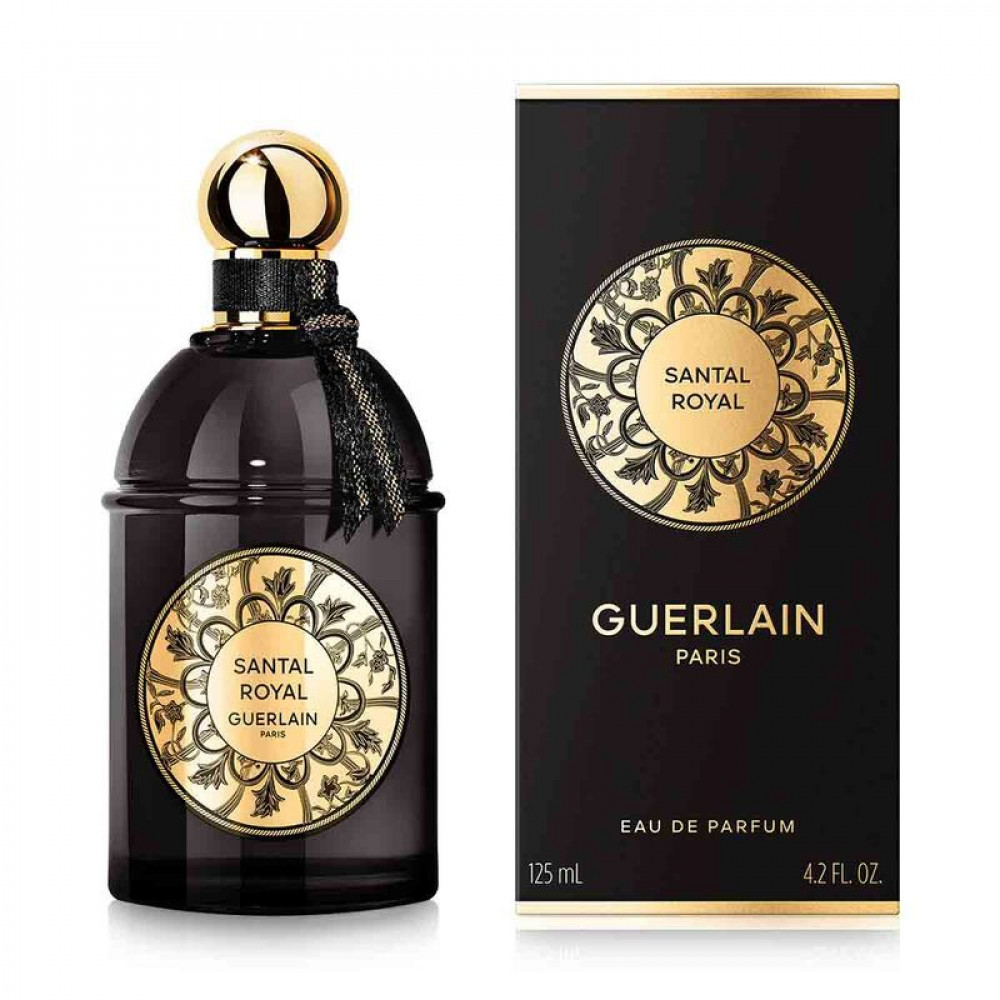 SANTAL
ROYAL
GUERLAIN
PARIS
SANTAL
ROYAL
GUERLAIN
PARIS
EAU DE PARFUM
125 mL
4.2 FL. OZ.